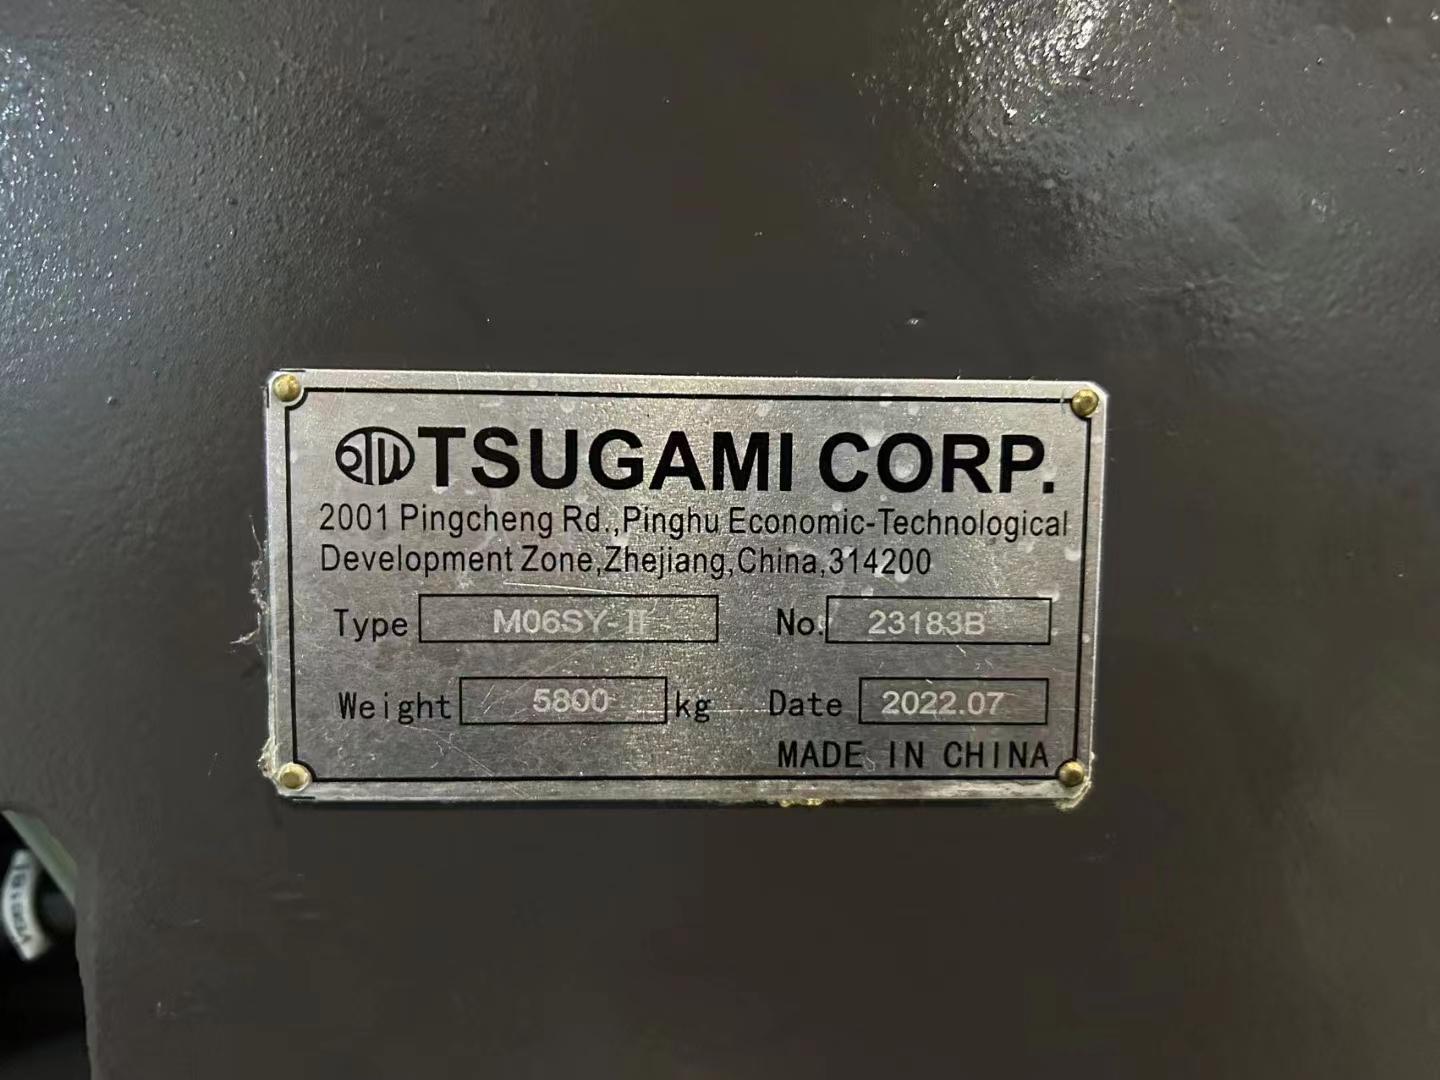 TSUGAMI CORP.
2001 Pingcheng Rd.,Pinghu Economic-Technological
Development Zone,Zhejiang,China,314200
Type M06SY-II No. 23183B
Weight 5800 kg Date 2022.07
MADE IN CHINA